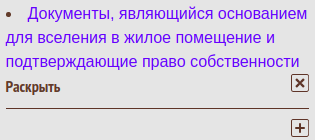 • Документы, являющийся основанием
для вселения в жилое помещение и
подтверждающие право собственности
Раскрыть